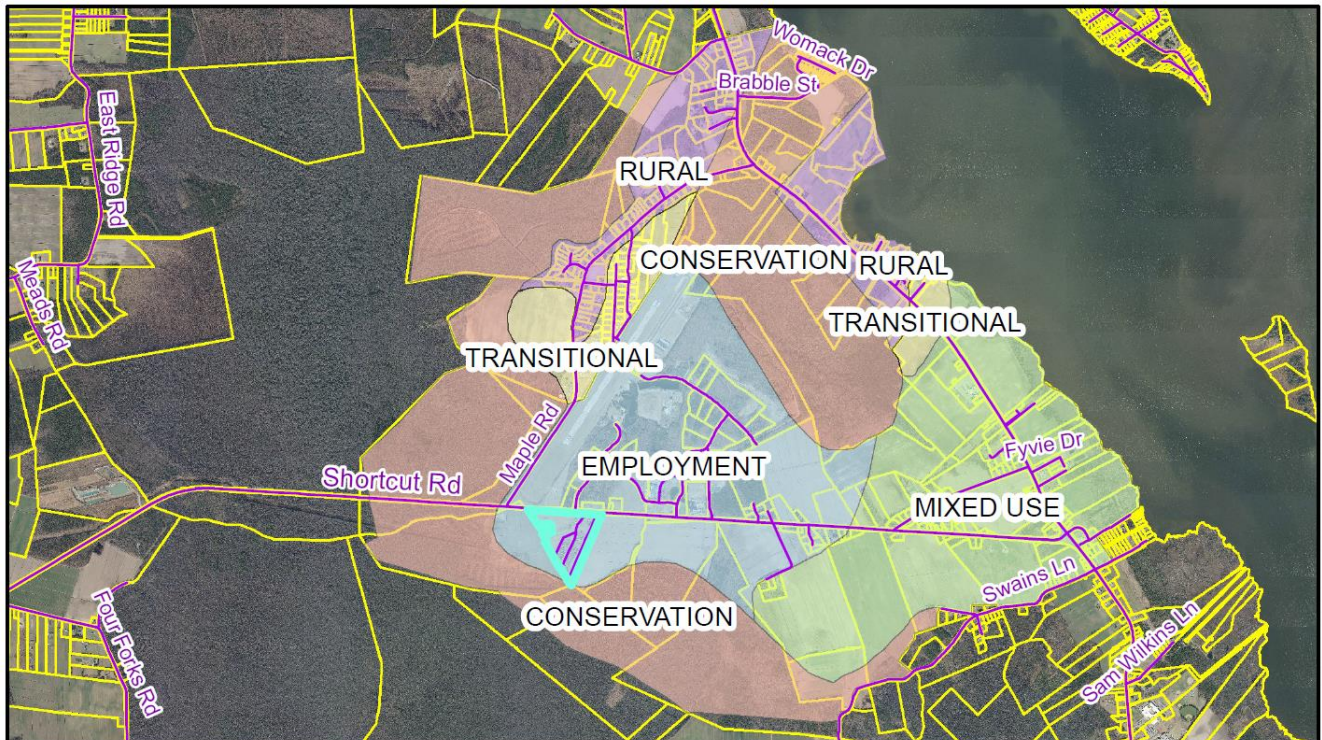 Womack Dr
Brabble St
East Ridge Rd
RURAL
CONSERVATION
RURAL
Meads Rd
TRANSITIONAL
TRANSITIONAL
Maple Rd
Fyvie Dr
EMPLOYMENT
Shortcut Rd
MIXED USE
Swains Ln
CONSERVATION
Four Forks Rd
Sam Wilkins Ln